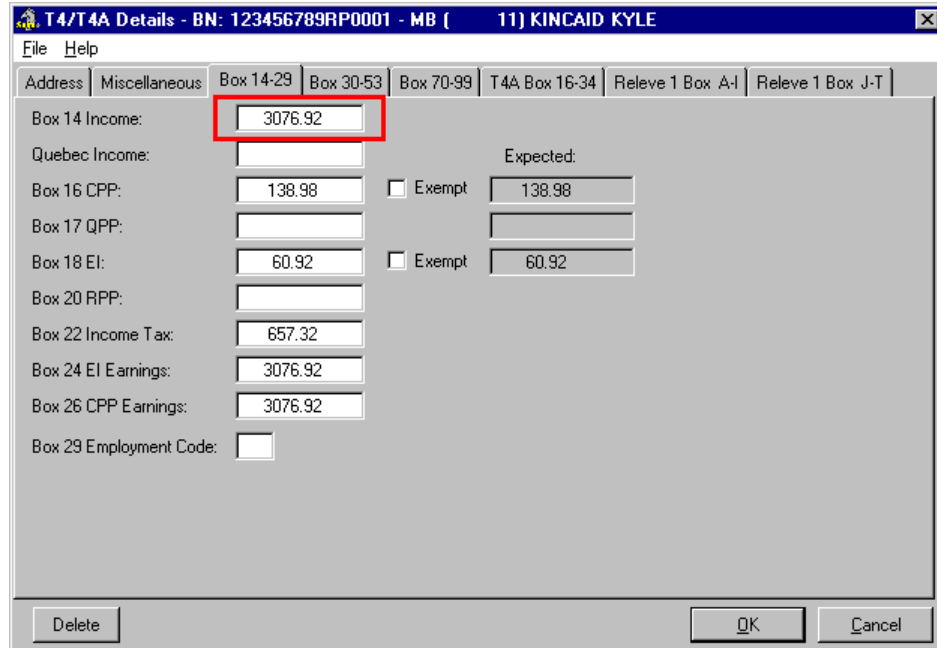 T4/T4A Details - BN: 123456789RP0001 - MB ( 11) KINCAID KYLE
File Help
Address Miscellaneous Box 14-29 Box 30-53 Box 70-99 T4A Box 16-34 Releve 1 Box A-I Releve 1 Box J-T
Box 14 Income: 3076.92
Quebec Income: Expected:
Box 16 CPP: 138.98 Exempt 138.98
Box 17 QPP:
Box 18 EI: 60.92 Exempt 60.92
Box 20 RPP:
Box 22 Income Tax: 657.32
Box 24 EI Earnings: 3076.92
Box 26 CPP Earnings: 3076.92
Box 29 Employment Code:
Delete OK Cancel